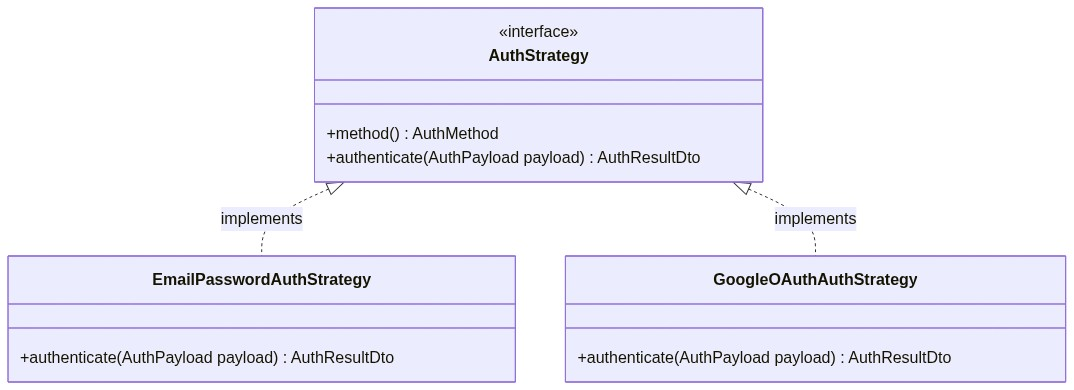 «interface»
AuthStrategy
+method() : AuthMethod
+authenticate(AuthPayload payload) : AuthResultDto
implements
implements
EmailPasswordAuthStrategy
+authenticate(AuthPayload payload) : AuthResultDto
GoogleOAuthAuthStrategy
+authenticate(AuthPayload payload) : AuthResultDto